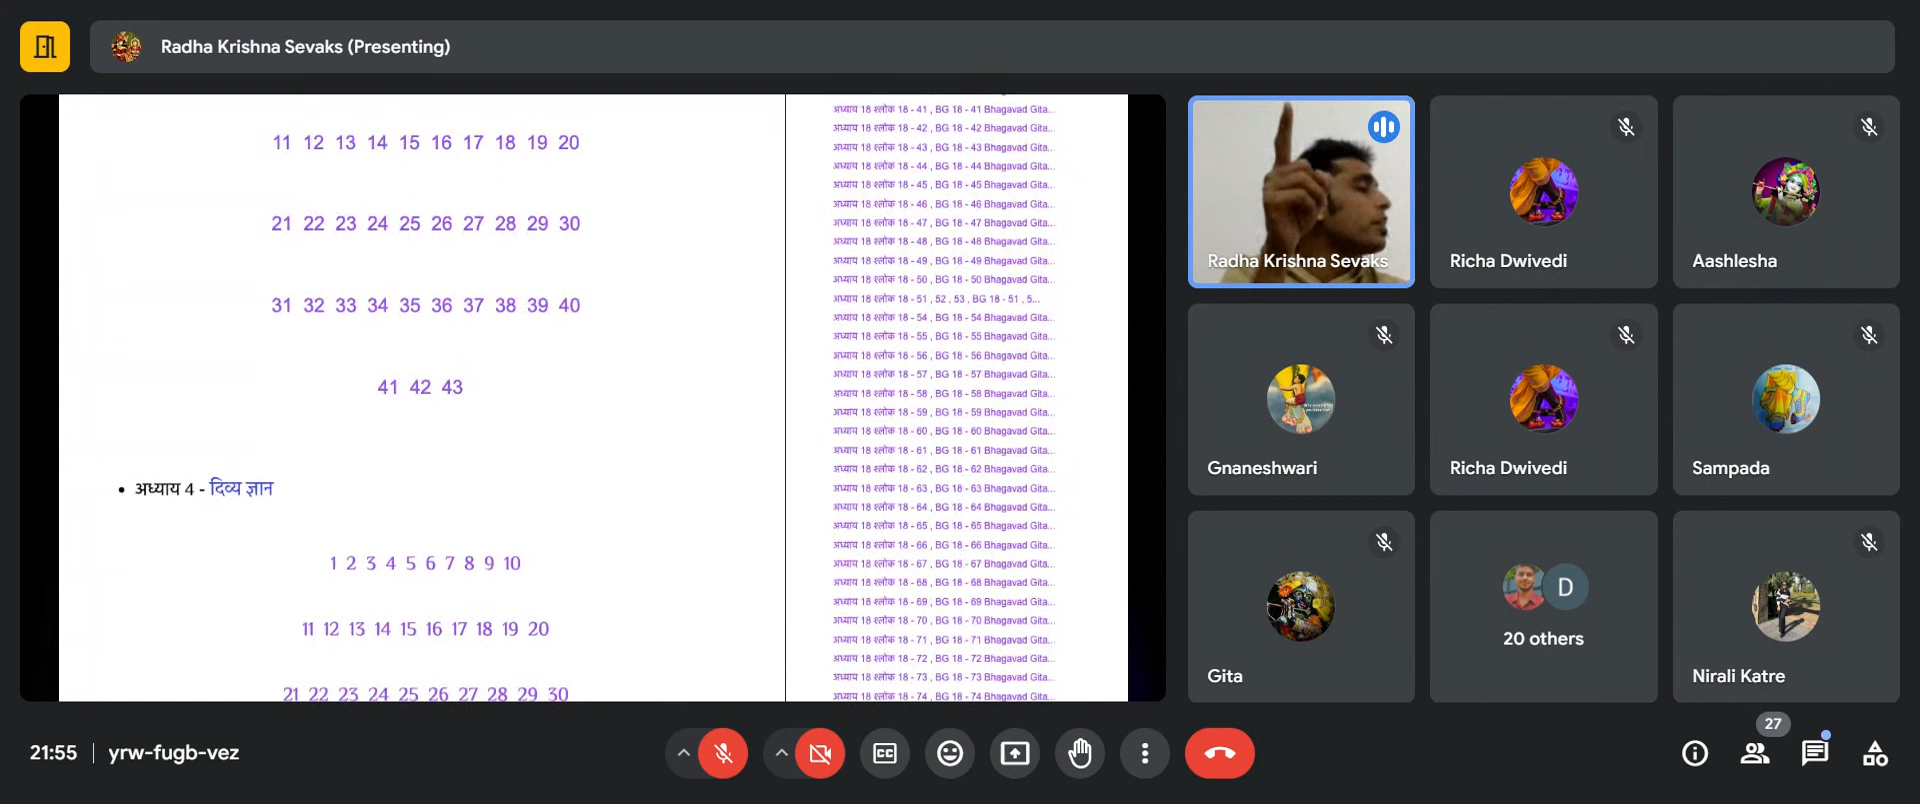 Radha Krishna Sevaks (Presenting)
11 12 13 14 15 16 17 18 19 20
21 22 23 24 25 26 27 28 29 30
31 32 33 34 35 36 37 38 39 40
41 42 43
• अध्याय 4 - दिव्य ज्ञान
1 2 3 4 5 6 7 8 9 10
11 12 13 14 15 16 17 18 19 20
21 22 23 24 25 26 27 28 29 30
अध्याय 18 श्लोक 18 - 41 , BG 18 - 41 Bhagavad Gita...
अध्याय 18 श्लोक 18 - 42 , BG 18 - 42 Bhagavad Gita...
अध्याय 18 श्लोक 18 - 43 , BG 18 - 43 Bhagavad Gita...
अध्याय 18 श्लोक 18 - 44 , BG 18 - 44 Bhagavad Gita...
अध्याय 18 श्लोक 18 - 45 , BG 18 - 45 Bhagavad Gita...
अध्याय 18 श्लोक 18 - 46 , BG 18 - 46 Bhagavad Gita...
अध्याय 18 श्लोक 18 - 47 , BG 18 - 47 Bhagavad Gita...
अध्याय 18 श्लोक 18 - 48 , BG 18 - 48 Bhagavad Gita...
अध्याय 18 श्लोक 18 - 49 , BG 18 - 49 Bhagavad Gita...
अध्याय 18 श्लोक 18 - 50 , BG 18 - 50 Bhagavad Gita...
अध्याय 18 श्लोक 18 - 51 , 52 , 53 , BG 18 - 51 , 5...
अध्याय 18 श्लोक 18 - 54 , BG 18 - 54 Bhagavad Gita...
अध्याय 18 श्लोक 18 - 55 , BG 18 - 55 Bhagavad Gita...
अध्याय 18 श्लोक 18 - 56 , BG 18 - 56 Bhagavad Gita...
अध्याय 18 श्लोक 18 - 57 , BG 18 - 57 Bhagavad Gita...
अध्याय 18 श्लोक 18 - 58 , BG 18 - 58 Bhagavad Gita...
अध्याय 18 श्लोक 18 - 59 , BG 18 - 59 Bhagavad Gita...
अध्याय 18 श्लोक 18 - 60 , BG 18 - 60 Bhagavad Gita...
अध्याय 18 श्लोक 18 - 61 , BG 18 - 61 Bhagavad Gita...
अध्याय 18 श्लोक 18 - 62 , BG 18 - 62 Bhagavad Gita...
अध्याय 18 श्लोक 18 - 63 , BG 18 - 63 Bhagavad Gita...
अध्याय 18 श्लोक 18 - 64 , BG 18 - 64 Bhagavad Gita...
अध्याय 18 श्लोक 18 - 65 , BG 18 - 65 Bhagavad Gita...
अध्याय 18 श्लोक 18 - 66 , BG 18 - 66 Bhagavad Gita...
अध्याय 18 श्लोक 18 - 67 , BG 18 - 67 Bhagavad Gita...
अध्याय 18 श्लोक 18 - 68 , BG 18 - 68 Bhagavad Gita...
अध्याय 18 श्लोक 18 - 69 , BG 18 - 69 Bhagavad Gita...
अध्याय 18 श्लोक 18 - 70 , BG 18 - 70 Bhagavad Gita...
अध्याय 18 श्लोक 18 - 71 , BG 18 - 71 Bhagavad Gita...
अध्याय 18 श्लोक 18 - 72 , BG 18 - 72 Bhagavad Gita...
अध्याय 18 श्लोक 18 - 73 , BG 18 - 73 Bhagavad Gita...
अध्याय 18 श्लोक 18 - 74 , BG 18 - 74 Bhagavad Gita...
Radha Krishna Sevaks
Richa Dwivedi
Aashlesha
Gnaneshwari
Richa Dwivedi
Sampada
Gita
D
20 others
Nirali Katre
21:55 | yrw-fugb-vez
CC
27